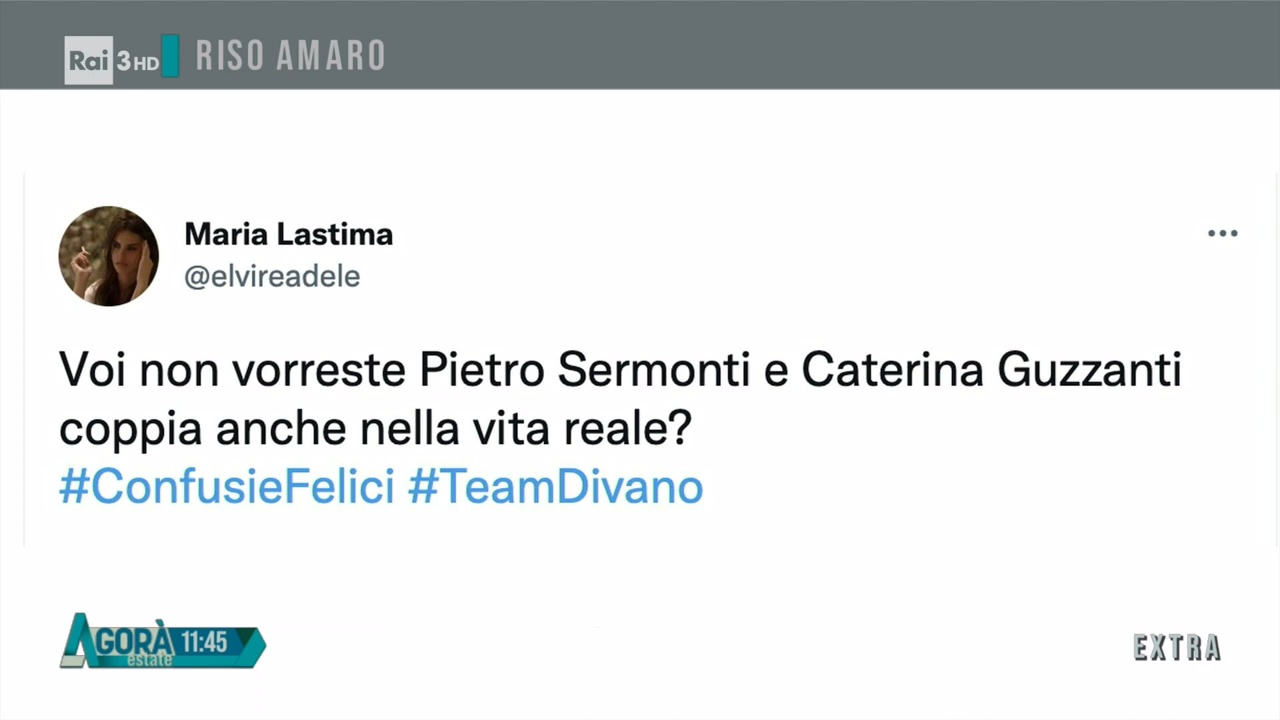 Rai 3HD RISO AMARO
Maria Lastima
@elvireadele
Voi non vorreste Pietro Sermonti e Caterina Guzzanti
coppia anche nella vita reale?
#ConfusieFelici #TeamDivano
AGORÀ 11:45
estate
EXTRA